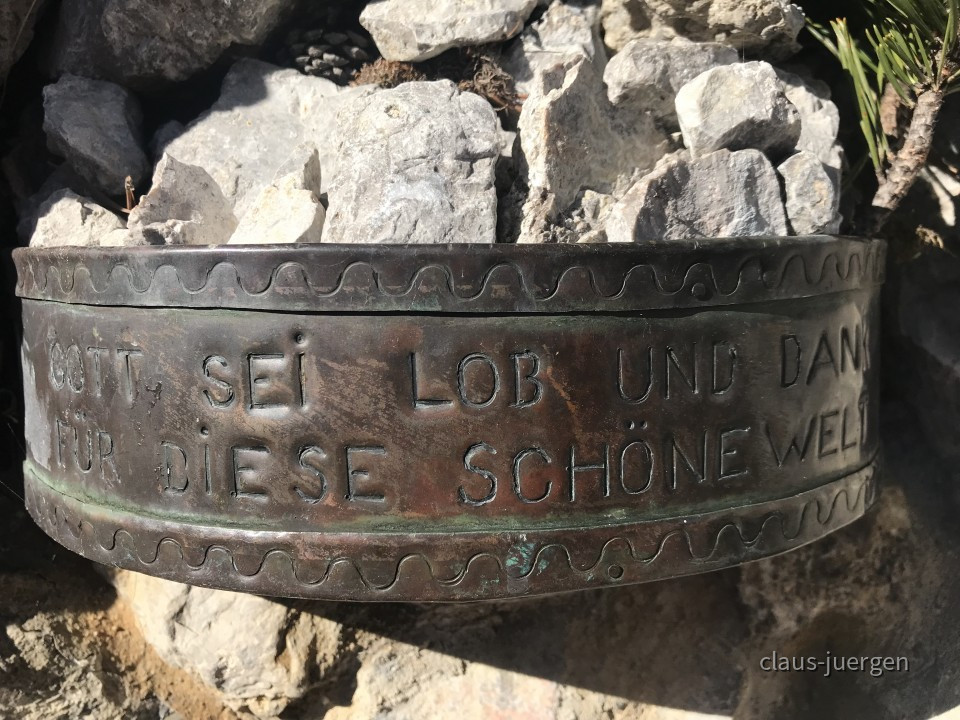 GOTT, SEi LOB UND DANK
FÜR DiESE SCHÖNE WELT
claus-juergen